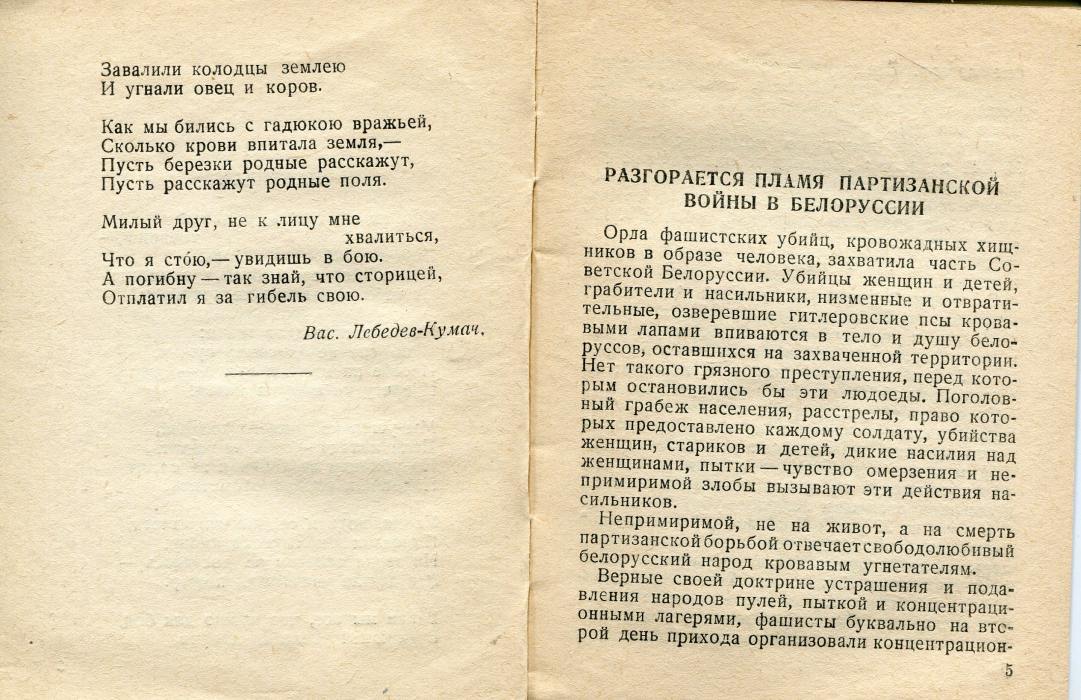 Завалили колодцы землею
И угнали овец и коров.
Как мы бились с гадюкою вражьей,
Сколько крови впитала земля,—
Пусть березки родные расскажут,
Пусть расскажут родные поля.
Милый друг, не к лицу мне
хвалиться,
Что я сто́ю,— увидишь в бою.
А погибну — так знай, что сторицей,
Отплатил я за гибель свою.
Вас. Лебедев-Кумач.
РАЗГОРАЕТСЯ ПЛАМЯ ПАРТИЗАНСКОЙ
ВОЙНЫ В БЕЛОРУССИИ
Орда фашистских убийц, кровожадных хищ-
ников в образе человека, захватила часть Со-
ветской Белоруссии. Убийцы женщин и детей,
грабители и насильники, низменные и отврати-
тельные, озверевшие гитлеровские псы крова-
выми лапами впиваются в тело и душу бело-
руссов, оставшихся на захваченной территории.
Нет такого грязного преступления, перед кото-
рым остановились бы эти людоеды. Поголов-
ный грабеж населения, расстрелы, право кото-
рых предоставлено каждому солдату, убийства
женщин, стариков и детей, дикие насилия над
женщинами, пытки — чувство омерзения и не-
примиримой злобы вызывают эти действия на-
сильников.
Непримиримой, не на живот, а на смерть
партизанской борьбой отвечает свободолюбивый
белорусский народ кровавым угнетателям.
Верные своей доктрине устрашения и пода-
вления народов пулей, пыткой и концентраци-
онными лагерями, фашисты буквально на вто-
рой день прихода организовали концентрацион-
5